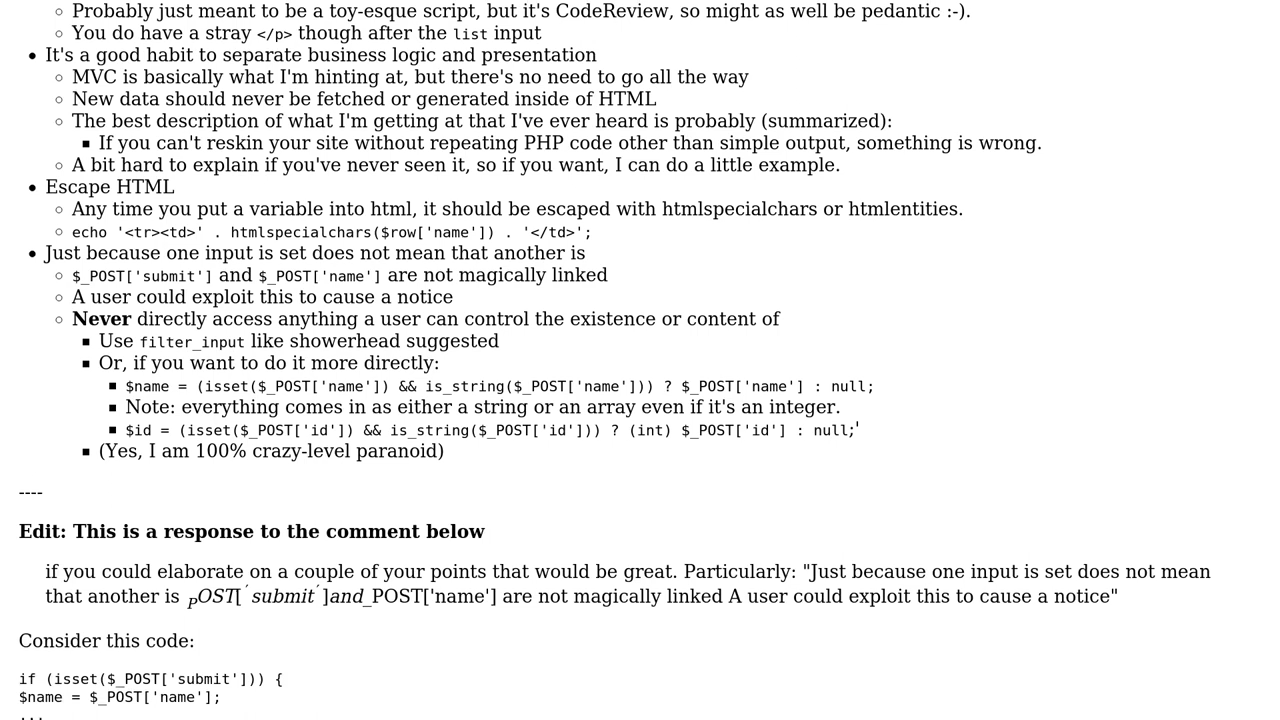 Probably just meant to be a toy-esque script, but it's CodeReview, so might as well be pedantic :-).
You do have a stray </p> though after the list input
It's a good habit to separate business logic and presentation
MVC is basically what I'm hinting at, but there's no need to go all the way
New data should never be fetched or generated inside of HTML
The best description of what I'm getting at that I've ever heard is probably (summarized):
If you can't reskin your site without repeating PHP code other than simple output, something is wrong.
A bit hard to explain if you've never seen it, so if you want, I can do a little example.
Escape HTML
Any time you put a variable into html, it should be escaped with htmlspecialchars or htmlentities.
echo '<tr><td>' . htmlspecialchars($row['name']) . '</td>';
Just because one input is set does not mean that another is
$_POST['submit'] and $_POST['name'] are not magically linked
A user could exploit this to cause a notice
Never directly access anything a user can control the existence or content of
Use filter_input like showerhead suggested
Or, if you want to do it more directly:
$name = (isset($_POST['name']) && is_string($_POST['name'])) ? $_POST['name'] : null;
Note: everything comes in as either a string or an array even if it's an integer.
$id = (isset($_POST['id']) && is_string($_POST['id'])) ? (int) $_POST['id'] : null;'
(Yes, I am 100% crazy-level paranoid)
----
Edit: This is a response to the comment below
if you could elaborate on a couple of your points that would be great. Particularly: "Just because one input is set does not mean
that another is POST[′submit′]and_POST['name'] are not magically linked A user could exploit this to cause a notice"
Consider this code:
if (isset($_POST['submit'])) {
$name = $_POST['name'];
...